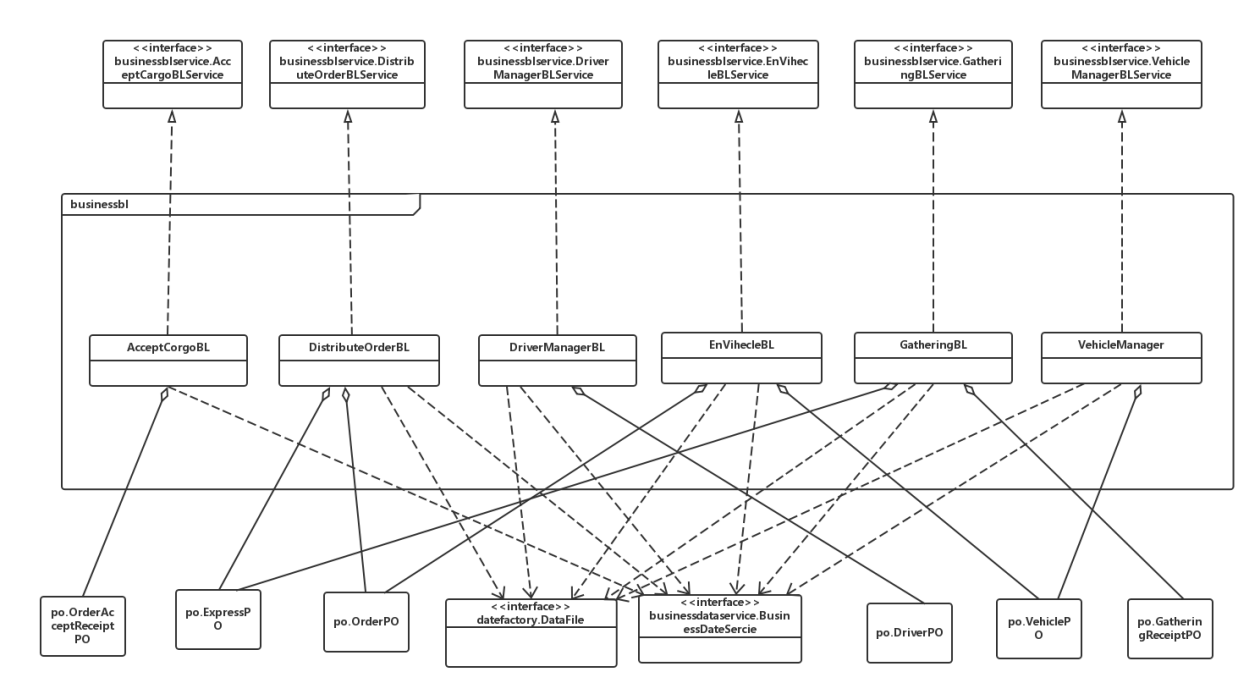 <<interface>>
businessblservice.Acc
eptCargoBLService
<<interface>>
businessblservice.Distrib
uteOrderBLService
<<interface>>
businessblservice.Driver
ManagerBLService
<<interface>>
businessblservice.EnVihec
leBLService
<<interface>>
businessblservice.Gatheri
ngBLService
<<interface>>
businessblservice.Vehicle
ManagerBLService
businessbl
AcceptCorgoBL
DistributeOrderBL
DriverManagerBL
EnVihecleBL
GatheringBL
VehicleManager
po.OrderAc
ceptReceipt
PO
po.ExpressP
O
po.OrderPO
<<interface>>
datefactory.DataFile
<<interface>>
businessdataservice.Busin
essDateSercie
po.DriverPO
po.VehicleP
O
po.Gatherin
gReceiptPO